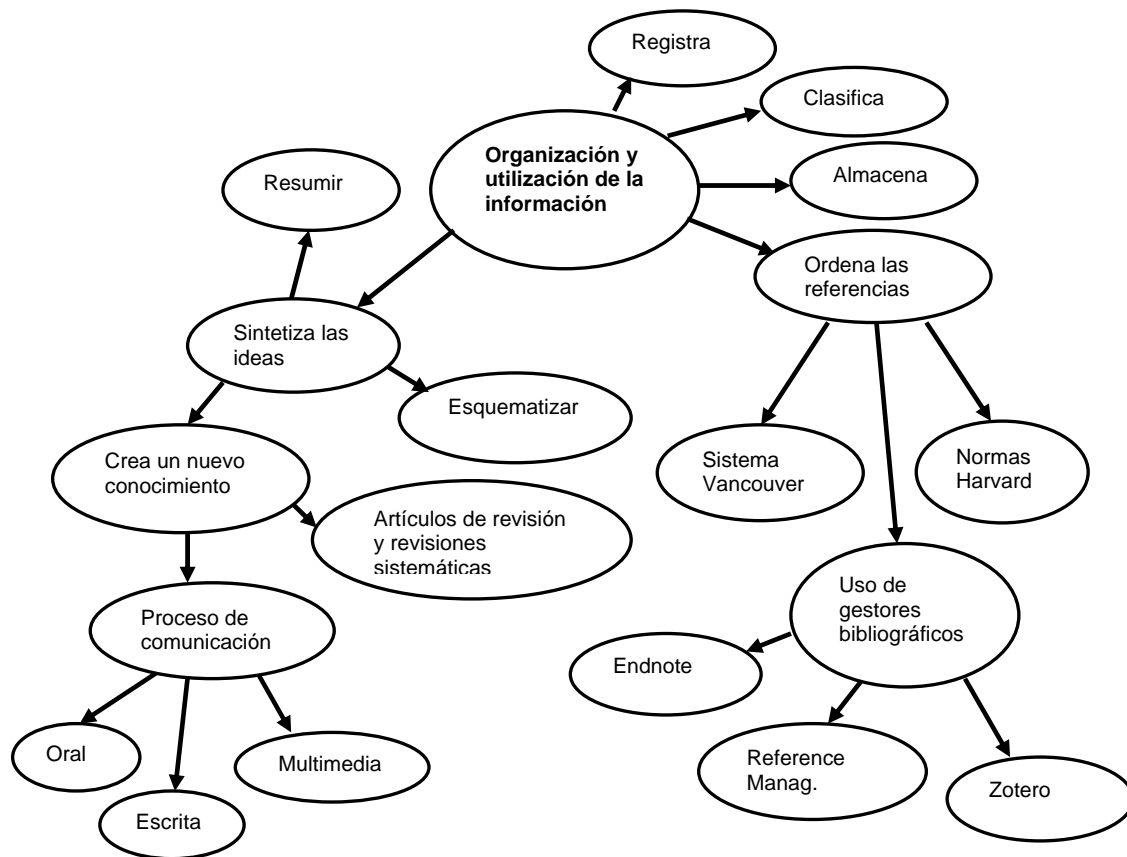 Registra
Clasifica
Organización y
utilización de la
información
Almacena
Resumir
Ordena las
referencias
Sintetiza las
ideas
Esquematizar
Crea un nuevo
conocimiento
Sistema
Vancouver
Normas
Harvard
Artículos de revisión
y revisiones
sistemáticas
Uso de
gestores
bibliográficos
Proceso de
comunicación
Endnote
Oral
Multimedia
Reference
Manag.
Zotero
Escrita